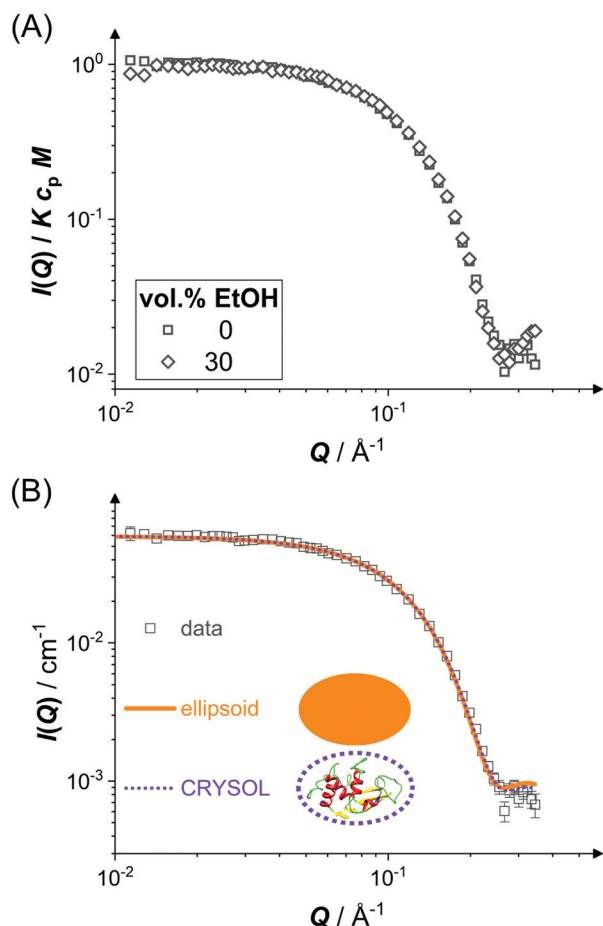 (A)
10⁰
10⁻¹
10⁻²
I(Q) / K cₚ M
vol.% EtOH
0
30
10⁻²
10⁻¹
Q / Å⁻¹
(B)
10⁻²
10⁻³
I(Q) / cm⁻¹
data
ellipsoid
CRYSOL
10⁻²
10⁻¹
Q / Å⁻¹